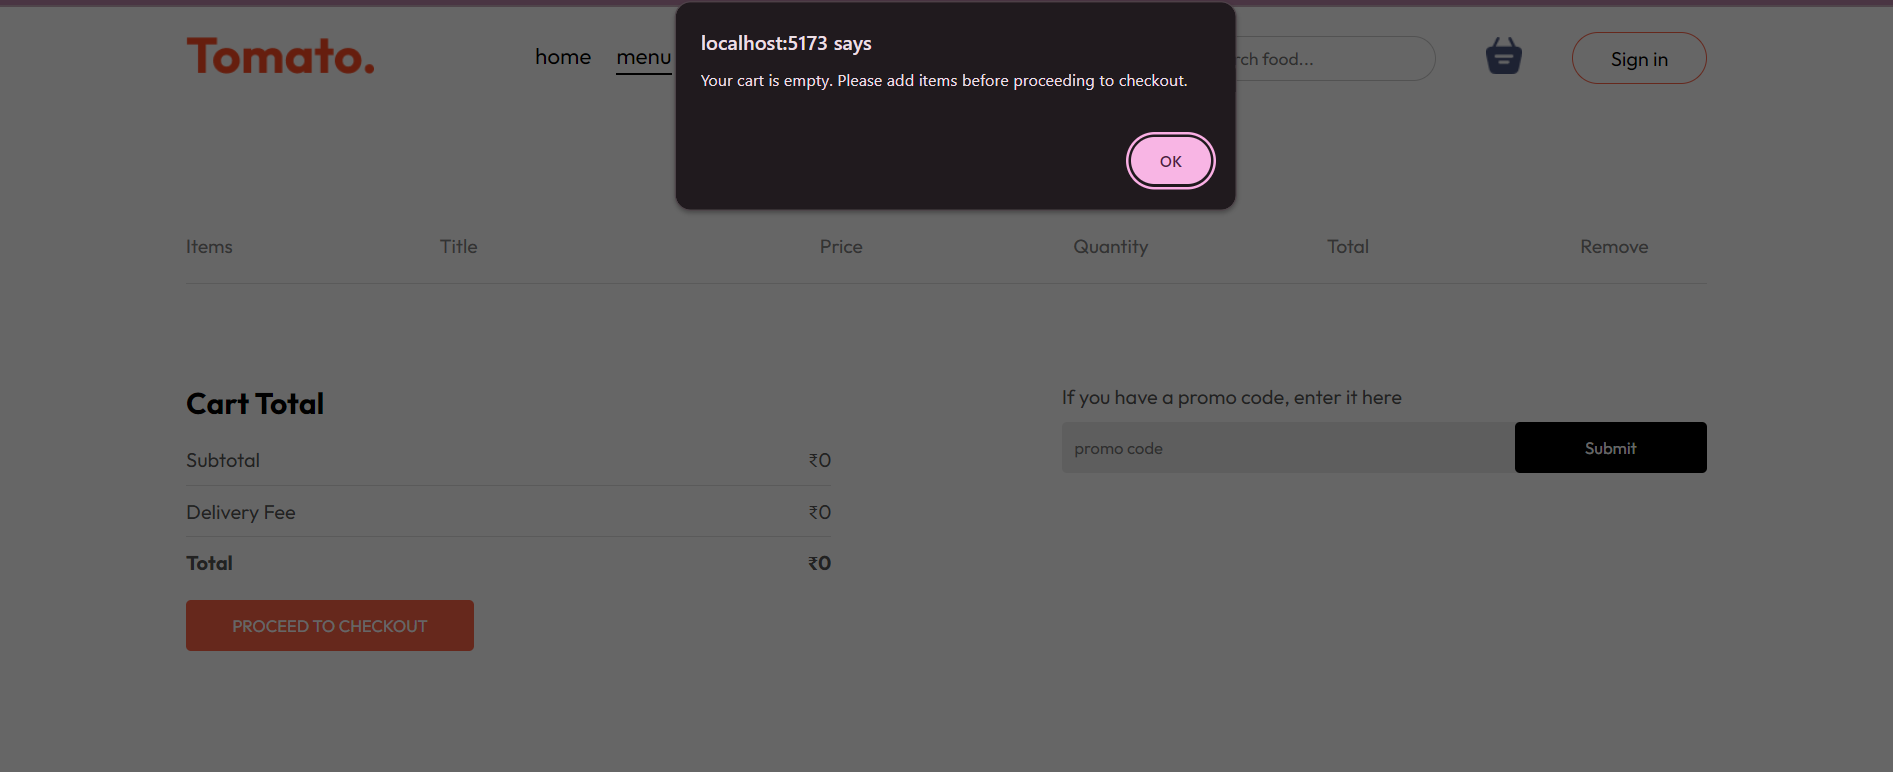 localhost:5173 says
Your cart is empty. Please add items before proceeding to checkout.
OK
Tomato.
home menu
rch food...
Sign in
Items Title Price Quantity Total Remove
Cart Total
Subtotal ₹0
Delivery Fee ₹0
Total ₹0
PROCEED TO CHECKOUT
If you have a promo code, enter it here
promo code
Submit